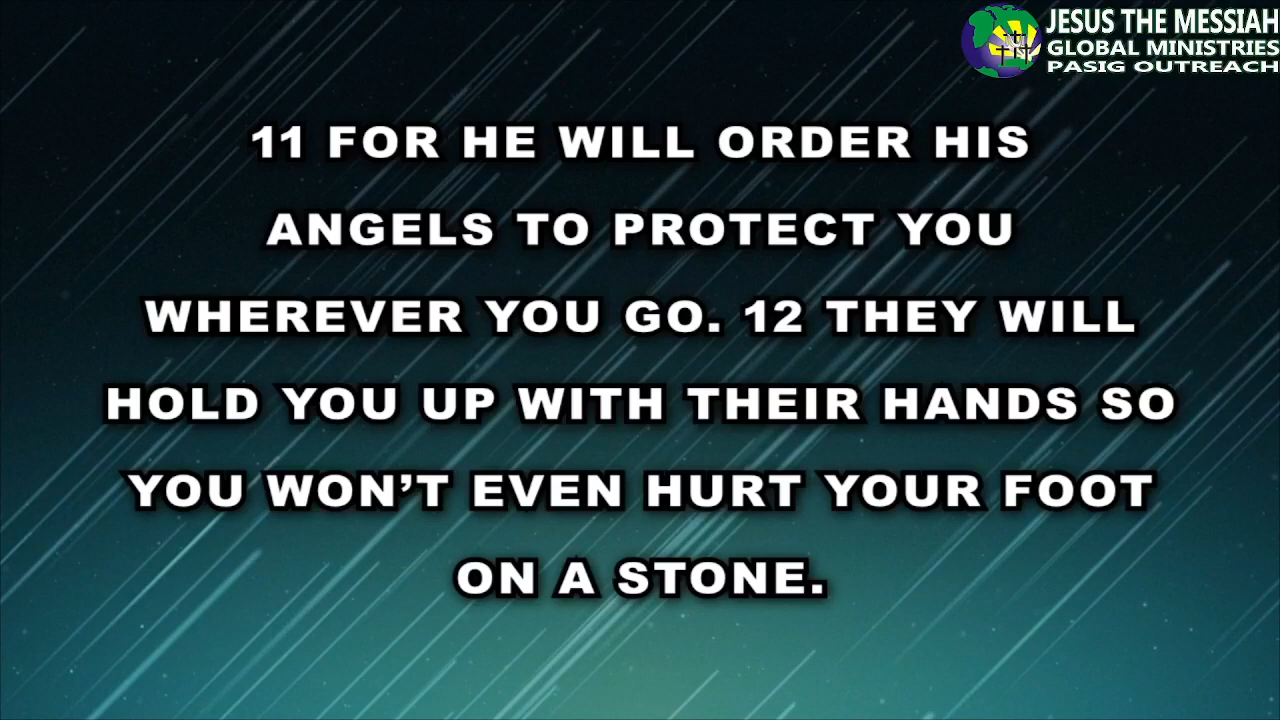 JESUS THE MESSIAH
GLOBAL MINISTRIES
PASIG OUTREACH
11 FOR HE WILL ORDER HIS
ANGELS TO PROTECT YOU
WHEREVER YOU GO. 12 THEY WILL
HOLD YOU UP WITH THEIR HANDS SO
YOU WON’T EVEN HURT YOUR FOOT
ON A STONE.